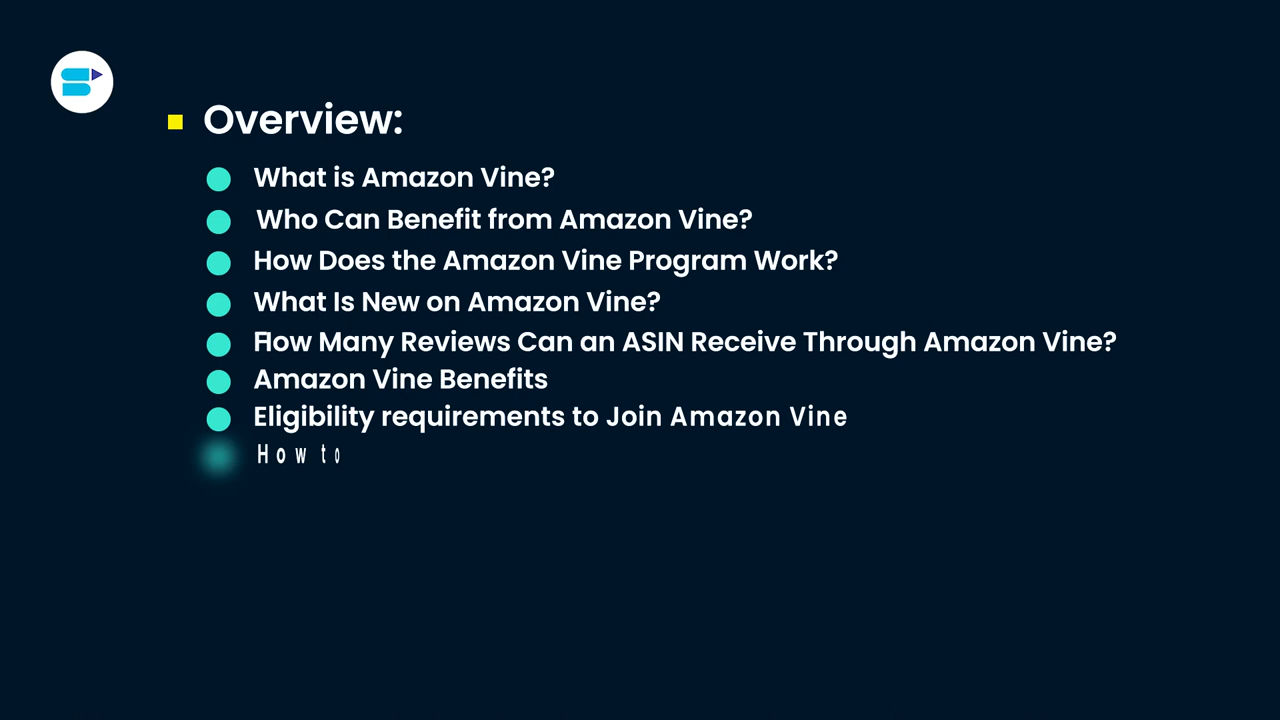 Overview:
What is Amazon Vine?
Who Can Benefit from Amazon Vine?
How Does the Amazon Vine Program Work?
What Is New on Amazon Vine?
How Many Reviews Can an ASIN Receive Through Amazon Vine?
Amazon Vine Benefits
Eligibility requirements to Join Amazon Vine
How to